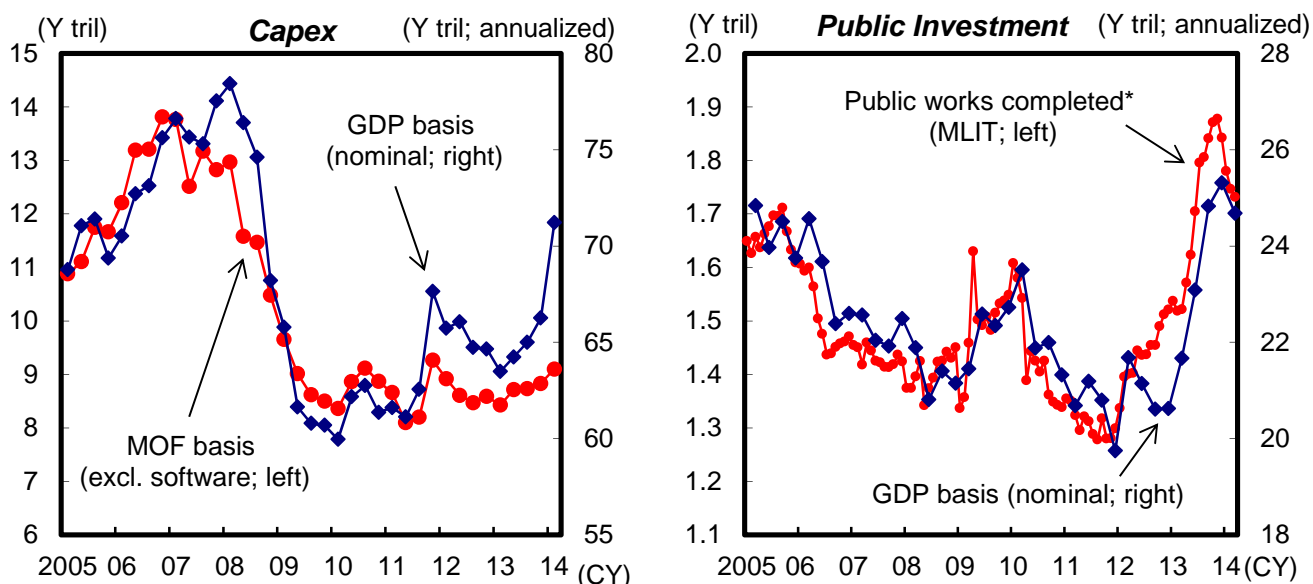 (Y tril)
Capex
(Y tril; annualized)
15
14
13
12
11
10
9
8
7
6
80
75
70
65
60
55
GDP basis
(nominal; right)
MOF basis
(excl. software; left)
2005 06 07 08 09 10 11 12 13 14 (CY)
(Y tril)
Public Investment
(Y tril; annualized)
2.0
1.9
1.8
1.7
1.6
1.5
1.4
1.3
1.2
1.1
28
26
24
22
20
18
Public works completed*
(MLIT; left)
GDP basis (nominal; right)
2005 06 07 08 09 10 11 12 13 14 (CY)